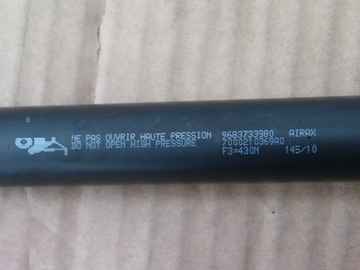 NE PAS OUVRIR HAUTE PRESSION 9683733980 AIRAX
DO NOT OPEN HIGH PRESSURE 7000210369A0
F3=430N 145/10